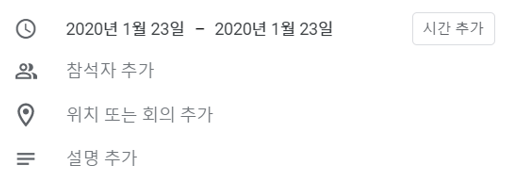 2020년 1월 23일 – 2020년 1월 23일 시간 추가
참석자 추가
위치 또는 회의 추가
설명 추가